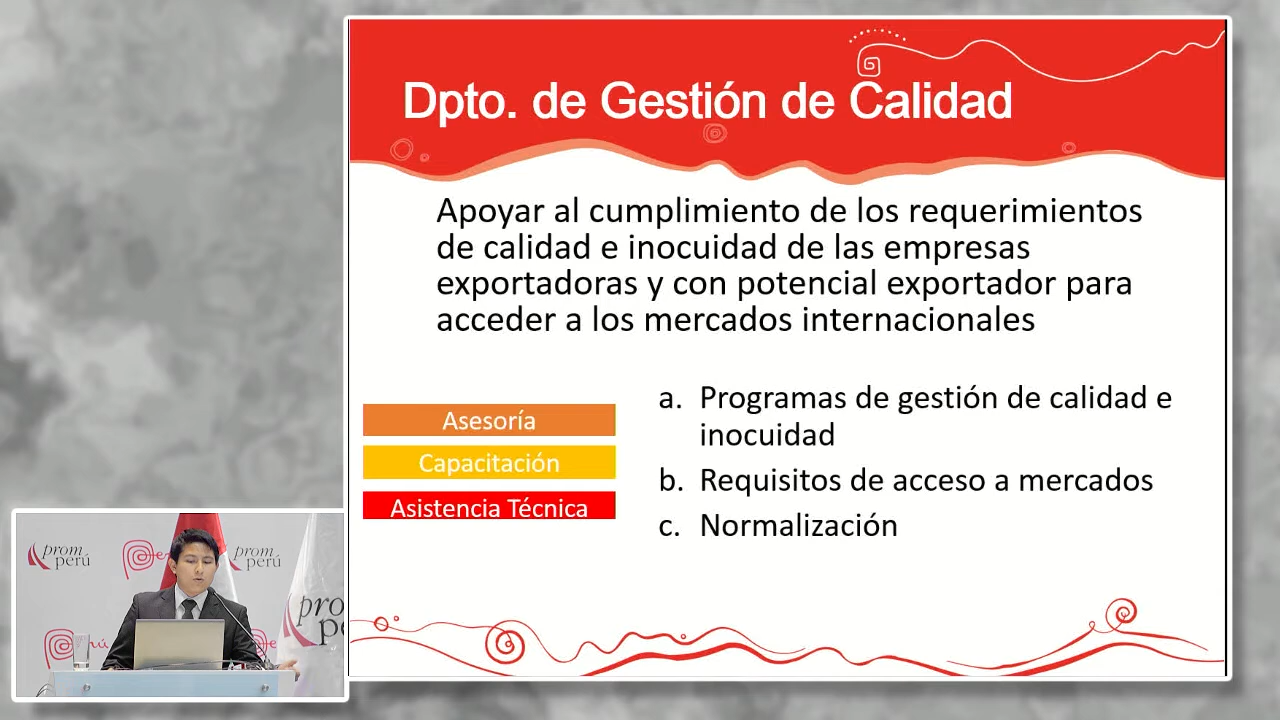 Dpto. de Gestión de Calidad
Apoyar al cumplimiento de los requerimientos
de calidad e inocuidad de las empresas
exportadoras y con potencial exportador para
acceder a los mercados internacionales
Asesoría
Capacitación
Asistencia Técnica
a. Programas de gestión de calidad e
inocuidad
b. Requisitos de acceso a mercados
c. Normalización
prom
perú
Perú
prom
perú